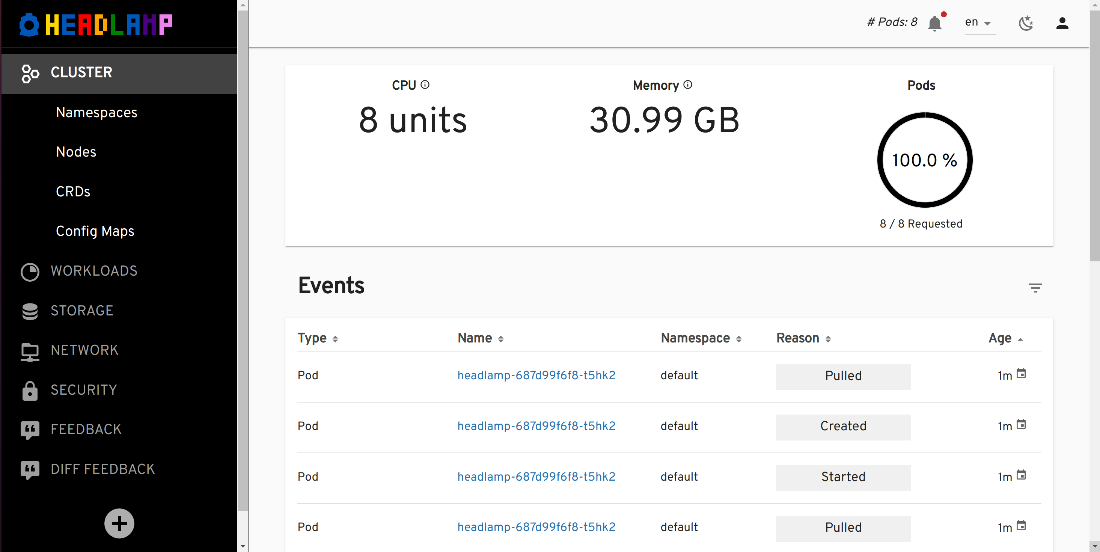 HEADLAMP
# Pods: 8
en
CLUSTER
Namespaces
Nodes
CRDs
Config Maps
WORKLOADS
STORAGE
NETWORK
SECURITY
FEEDBACK
DIFF FEEDBACK
CPU
8 units
Memory
30.99 GB
Pods
100.0 %
8 / 8 Requested
Events
Type Name Namespace Reason Age
Pod headlamp-687d99f6f8-t5hk2 default Pulled 1m
Pod headlamp-687d99f6f8-t5hk2 default Created 1m
Pod headlamp-687d99f6f8-t5hk2 default Started 1m
Pod headlamp-687d99f6f8-t5hk2 default Pulled 1m